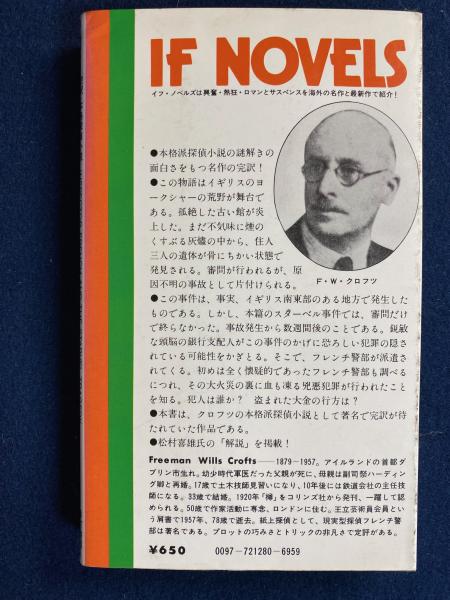 IF NOVELS
イフ・ノベルズは興奮・熱狂・ロマンとサスペンスを海外の名作と最新作で紹介!
●本格派探偵小説の謎解きの
面白さをもつ名作の完訳!
●この物語はイギリスのヨ
ークシャーの荒野が舞台で
ある。孤絶した古い館が炎
上した。まだ不気味に煙の
くすぶる灰燼の中から、住人
三人の遺体が骨にちかい状態で
発見される。審問が行われるが、原
因不明の事故として片付けられる。
F・W・クロフツ
●この事件は、事実、イギリス南東部のある地方で発生した
ものである。しかし、本篇のスターベル事件では、審問だけ
で終らなかった。事故発生から数週間後のことである。鋭敏
な頭脳の銀行支配人がこの事件のかげに恐ろしい犯罪の隠さ
れている可能性をかぎとる。そこで、フレンチ警部が派遣さ
れてくる。初めは全く懐疑的であったフレンチ警部も調べる
につれ、その大火災の裏に血も凍る兇悪犯罪が行われたこと
を知る。犯人は誰か? 盗まれた大金の行方は?
●本書は、クロフツの本格派探偵小説として著名で完訳が待
たれていた作品である。
●松村喜雄氏の「解説」を掲載!
Freeman Wills Crofts──1879─1957。アイルランドの首都ダ
ブリン市生れ。幼少時代軍医だった父親が死に、母親は副司祭ハーディン
グ卿と再婚。17歳で土木技師見習いになり、10年後には鉄道会社の主任技
師になる。33歳で結婚。1920年『樽』をコリンズ社から発刊、一躍して認
められる。50歳で作家活動に専念、ロンドンに住む。王立芸術員会員とい
う肩書で1957年、78歳で逝去。紙上探偵として、現実型探偵フレンチ警
部は著名である。プロットの巧みさとトリックの非凡さで定評がある。
¥650
0097-721280-6959